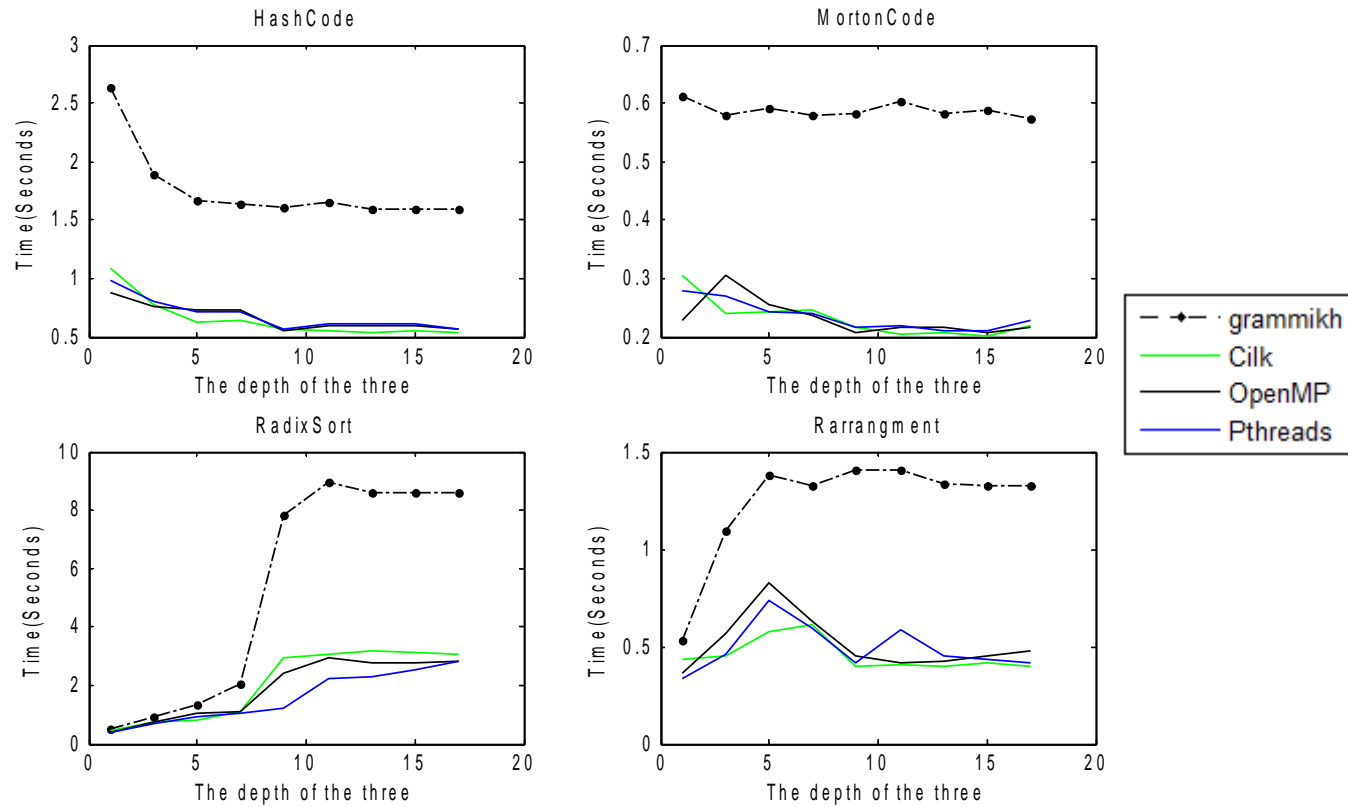 HashCode
3
2.5
2
1.5
1
0.5
0 5 10 15 20
Time(Seconds)
The depth of the three
MortonCode
0.7
0.6
0.5
0.4
0.3
0.2
0 5 10 15 20
Time(Seconds)
The depth of the three
RadixSort
10
8
6
4
2
0
0 5 10 15 20
Time(Seconds)
The depth of the three
Rarrangment
1.5
1
0.5
0
0 5 10 15 20
Time(Seconds)
The depth of the three
grammikh
Cilk
OpenMP
Pthreads